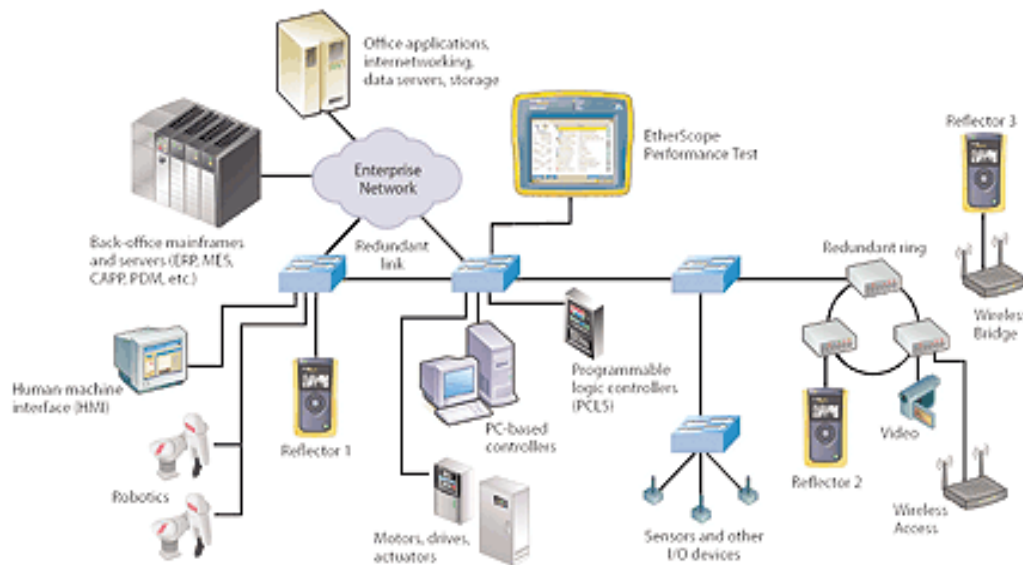 Office applications,
internetworking,
data servers, storage
EtherScope
Performance Test
Reflector 3
Enterprise
Network
Back-office mainframes
and servers (ERP, MES,
CAPP, PDM, etc.)
Redundant
link
Redundant ring
Wireless
Bridge
Human-machine
interface (HMI)
Reflector 1
PC-based
controllers
Programmable
logic controllers
(PCLS)
Video
Reflector 2
Robotics
Motors, drives,
actuators
Sensors and other
I/O devices
Wireless
Access